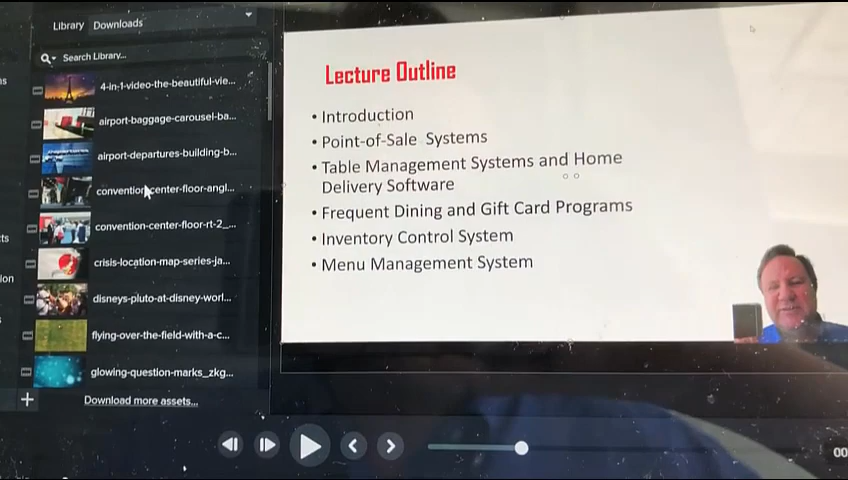 Library Downloads
Search Library...
4-in-1-video-the-beautiful-vie...
airport-baggage-carousel-ba...
airport-departures-building-b...
convention-center-floor-angl...
convention-center-floor-rt-2_...
crisis-location-map-series-ja...
disneys-pluto-at-disney-worl...
flying-over-the-field-with-a-c...
glowing-question-marks_zkg...
Download more assets...
Lecture Outline
• Introduction
• Point-of-Sale Systems
• Table Management Systems and Home
Delivery Software
• Frequent Dining and Gift Card Programs
• Inventory Control System
• Menu Management System
00